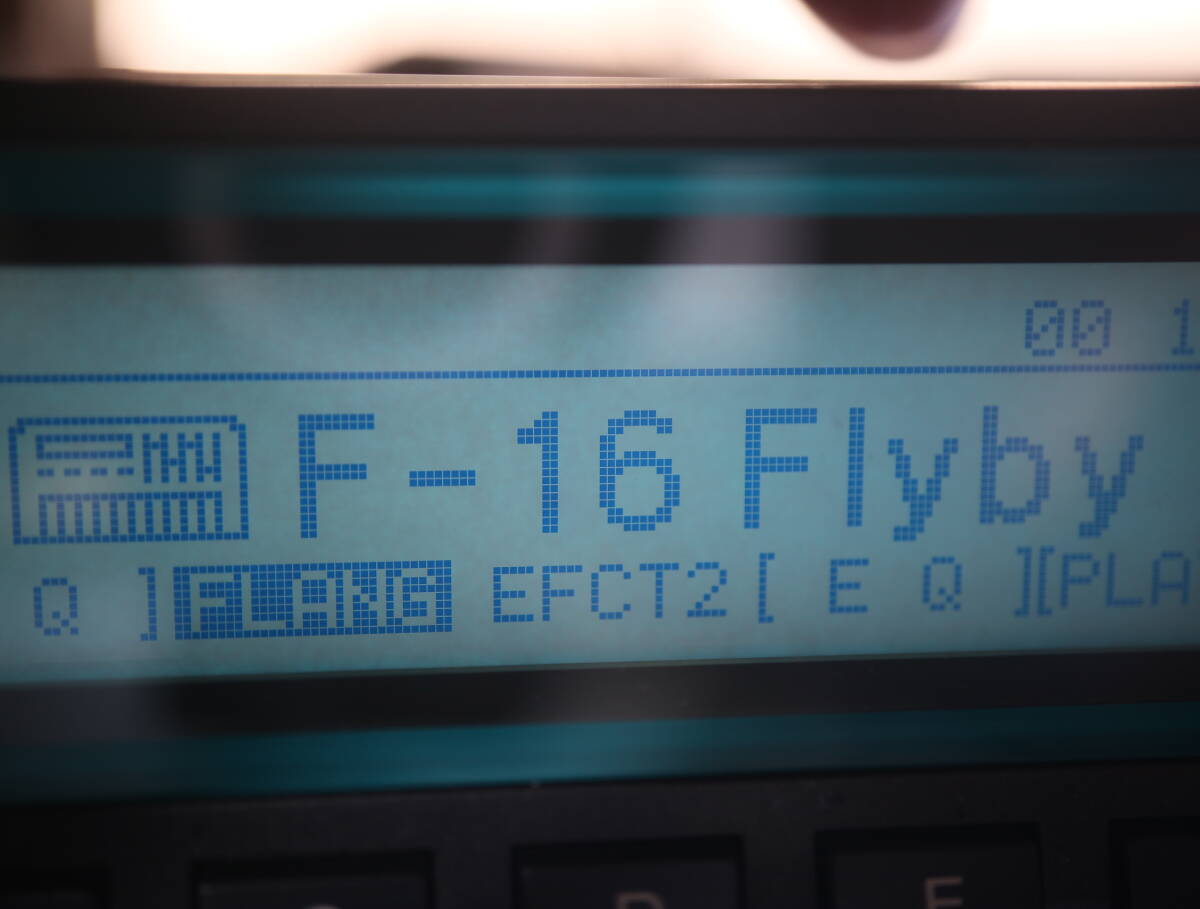 00 1
F-16 Flyby
Q ]FLANG EFCT2[ E Q ][PLA
E